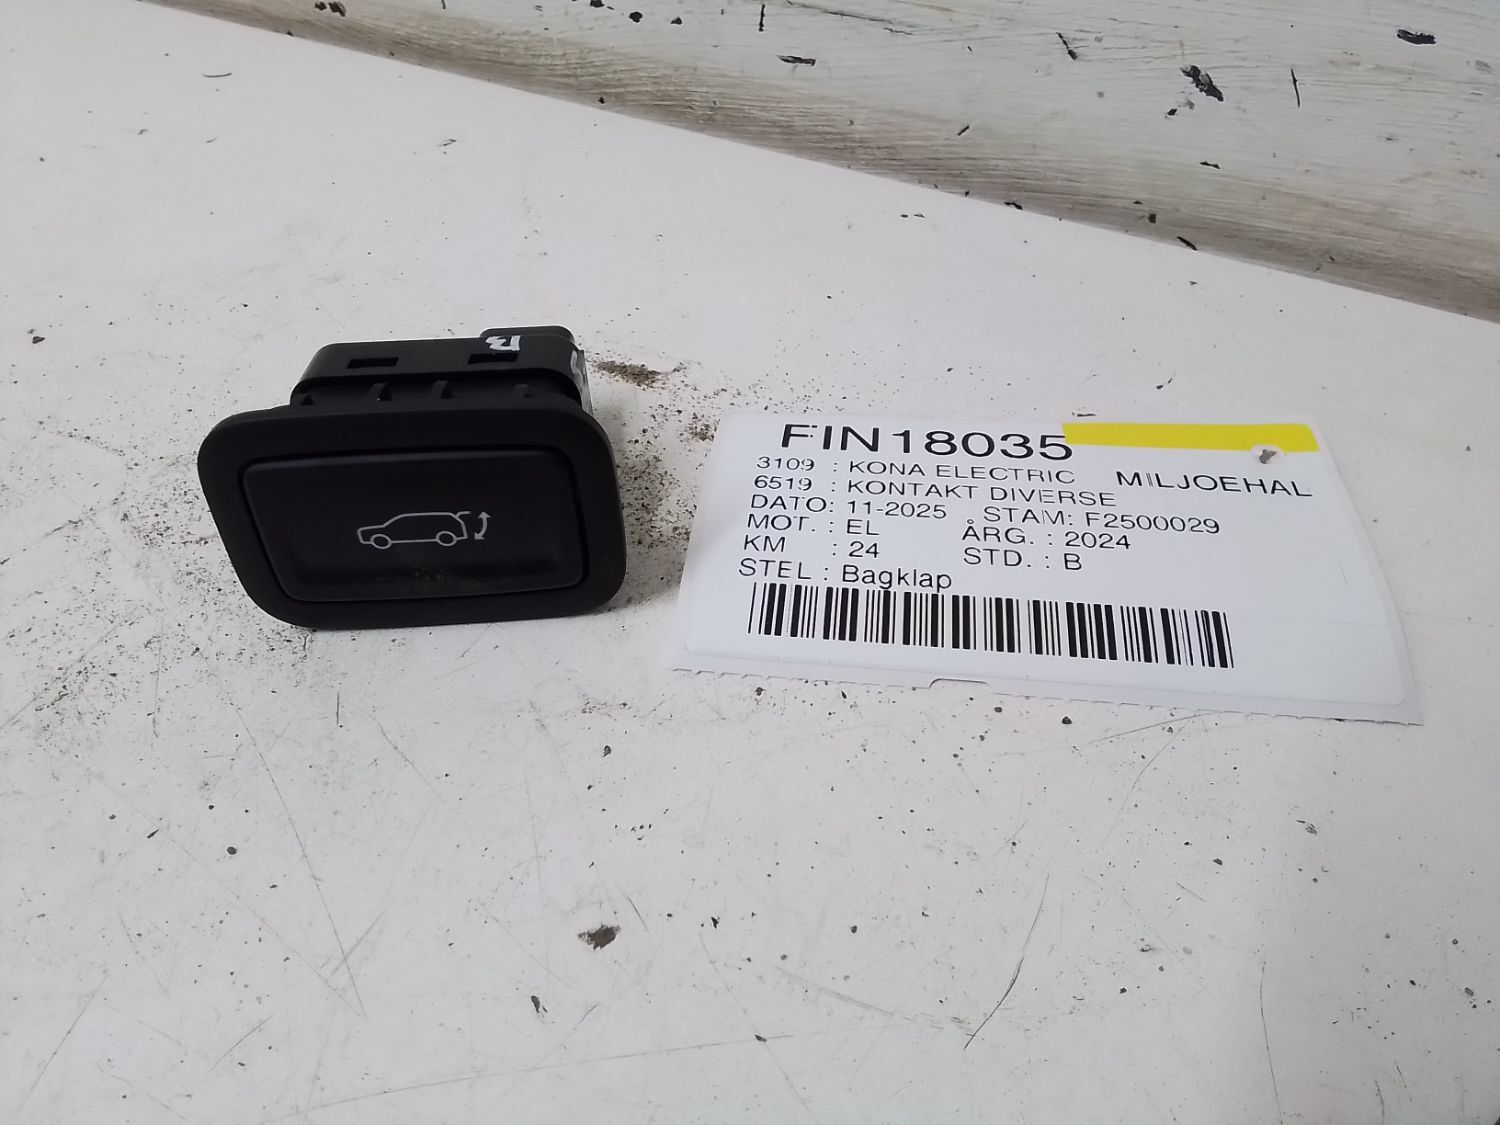 B
FIN18035
3109 : KONA ELECTRIC MILJOEHAL
6519 : KONTAKT DIVERSE
DATO: 11-2025 STAM: F2500029
MOT. : EL ÅRG. : 2024
KM : 24 STD. : B
STEL : Bagklap